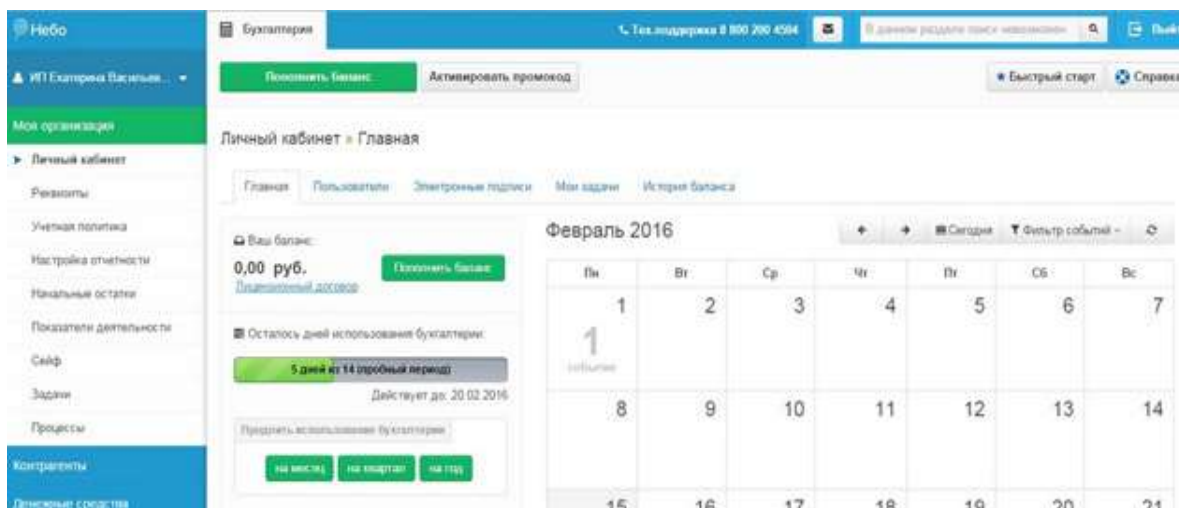 Небо
Бухгалтерия
Тех.поддержка 8 800 200 4504
В данном разделе поиск невозможен
ИП Екатерина Васильев...
Пополнить баланс
Активировать промокод
Быстрый старт
Справка
Моя организация
Личный кабинет
Реквизиты
Учетная политика
Настройка отчетности
Начальные остатки
Показатели деятельности
Сейф
Задачи
Процессы
Контрагенты
Денежные средства
Личный кабинет » Главная
Главная Пользователи Электронные подписи Мои задачи История баланса
Ваш баланс:
0,00 руб.
Пополнить баланс
Лицензионный договор
Осталось дней использования бухгалтерии:
5 дней из 14 (пробный период)
Действует до: 20.02.2016
Продлить использование бухгалтерии
на месяц на квартал на год
Февраль 2016
Сегодня Фильтр событий
Пн Вт Ср Чт Пт Сб Вс
1 2 3 4 5 6 7
1
событие
8 9 10 11 12 13 14
15 16 17 18 19 20 21